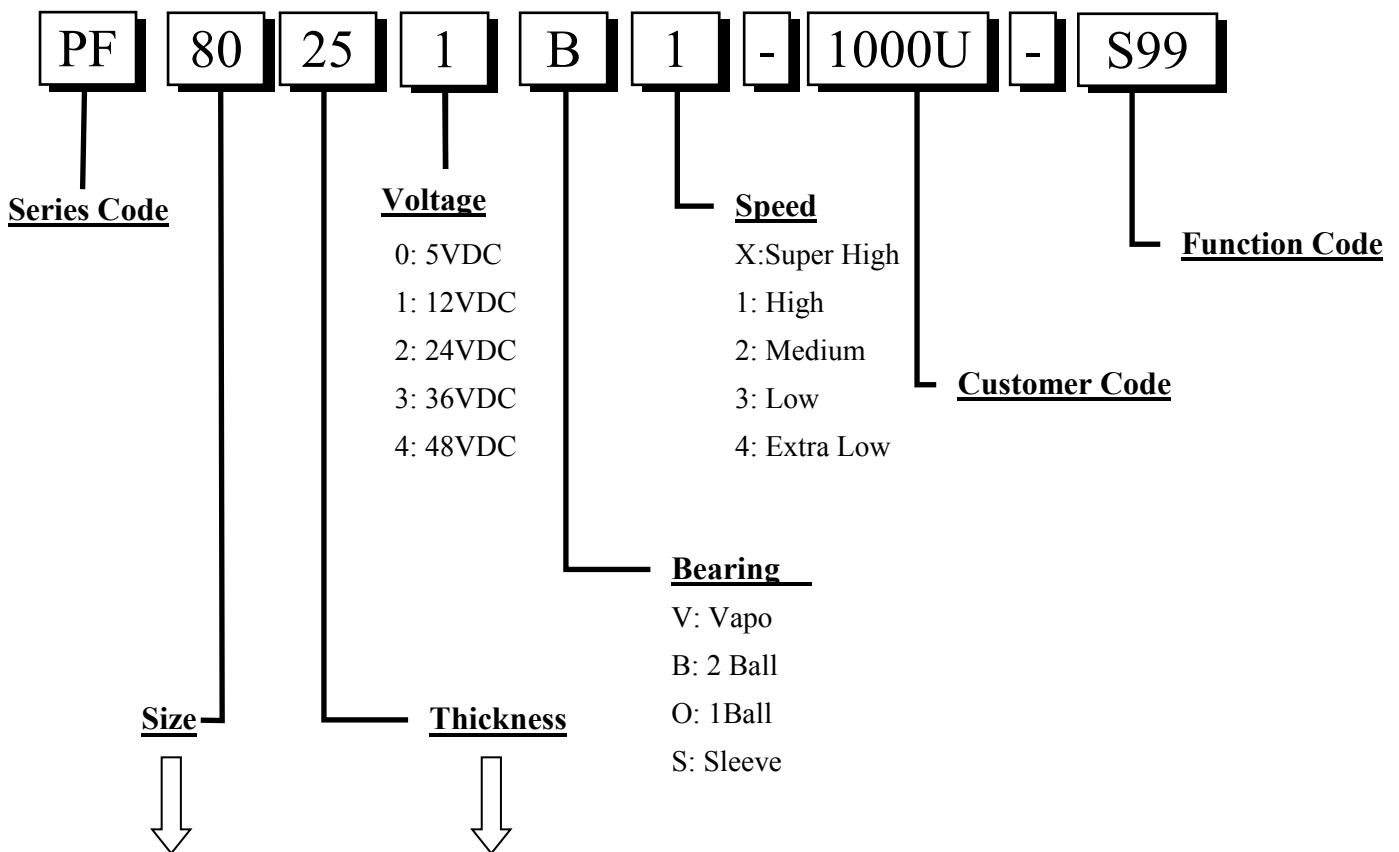 PF 80 25 1 B 1 - 1000U - S99
Series Code
Voltage
0: 5VDC
1: 12VDC
2: 24VDC
3: 36VDC
4: 48VDC
Speed
X:Super High
1: High
2: Medium
3: Low
4: Extra Low
Function Code
Customer Code
Bearing
V: Vapo
B: 2 Ball
O: 1Ball
S: Sleeve
Size
Thickness